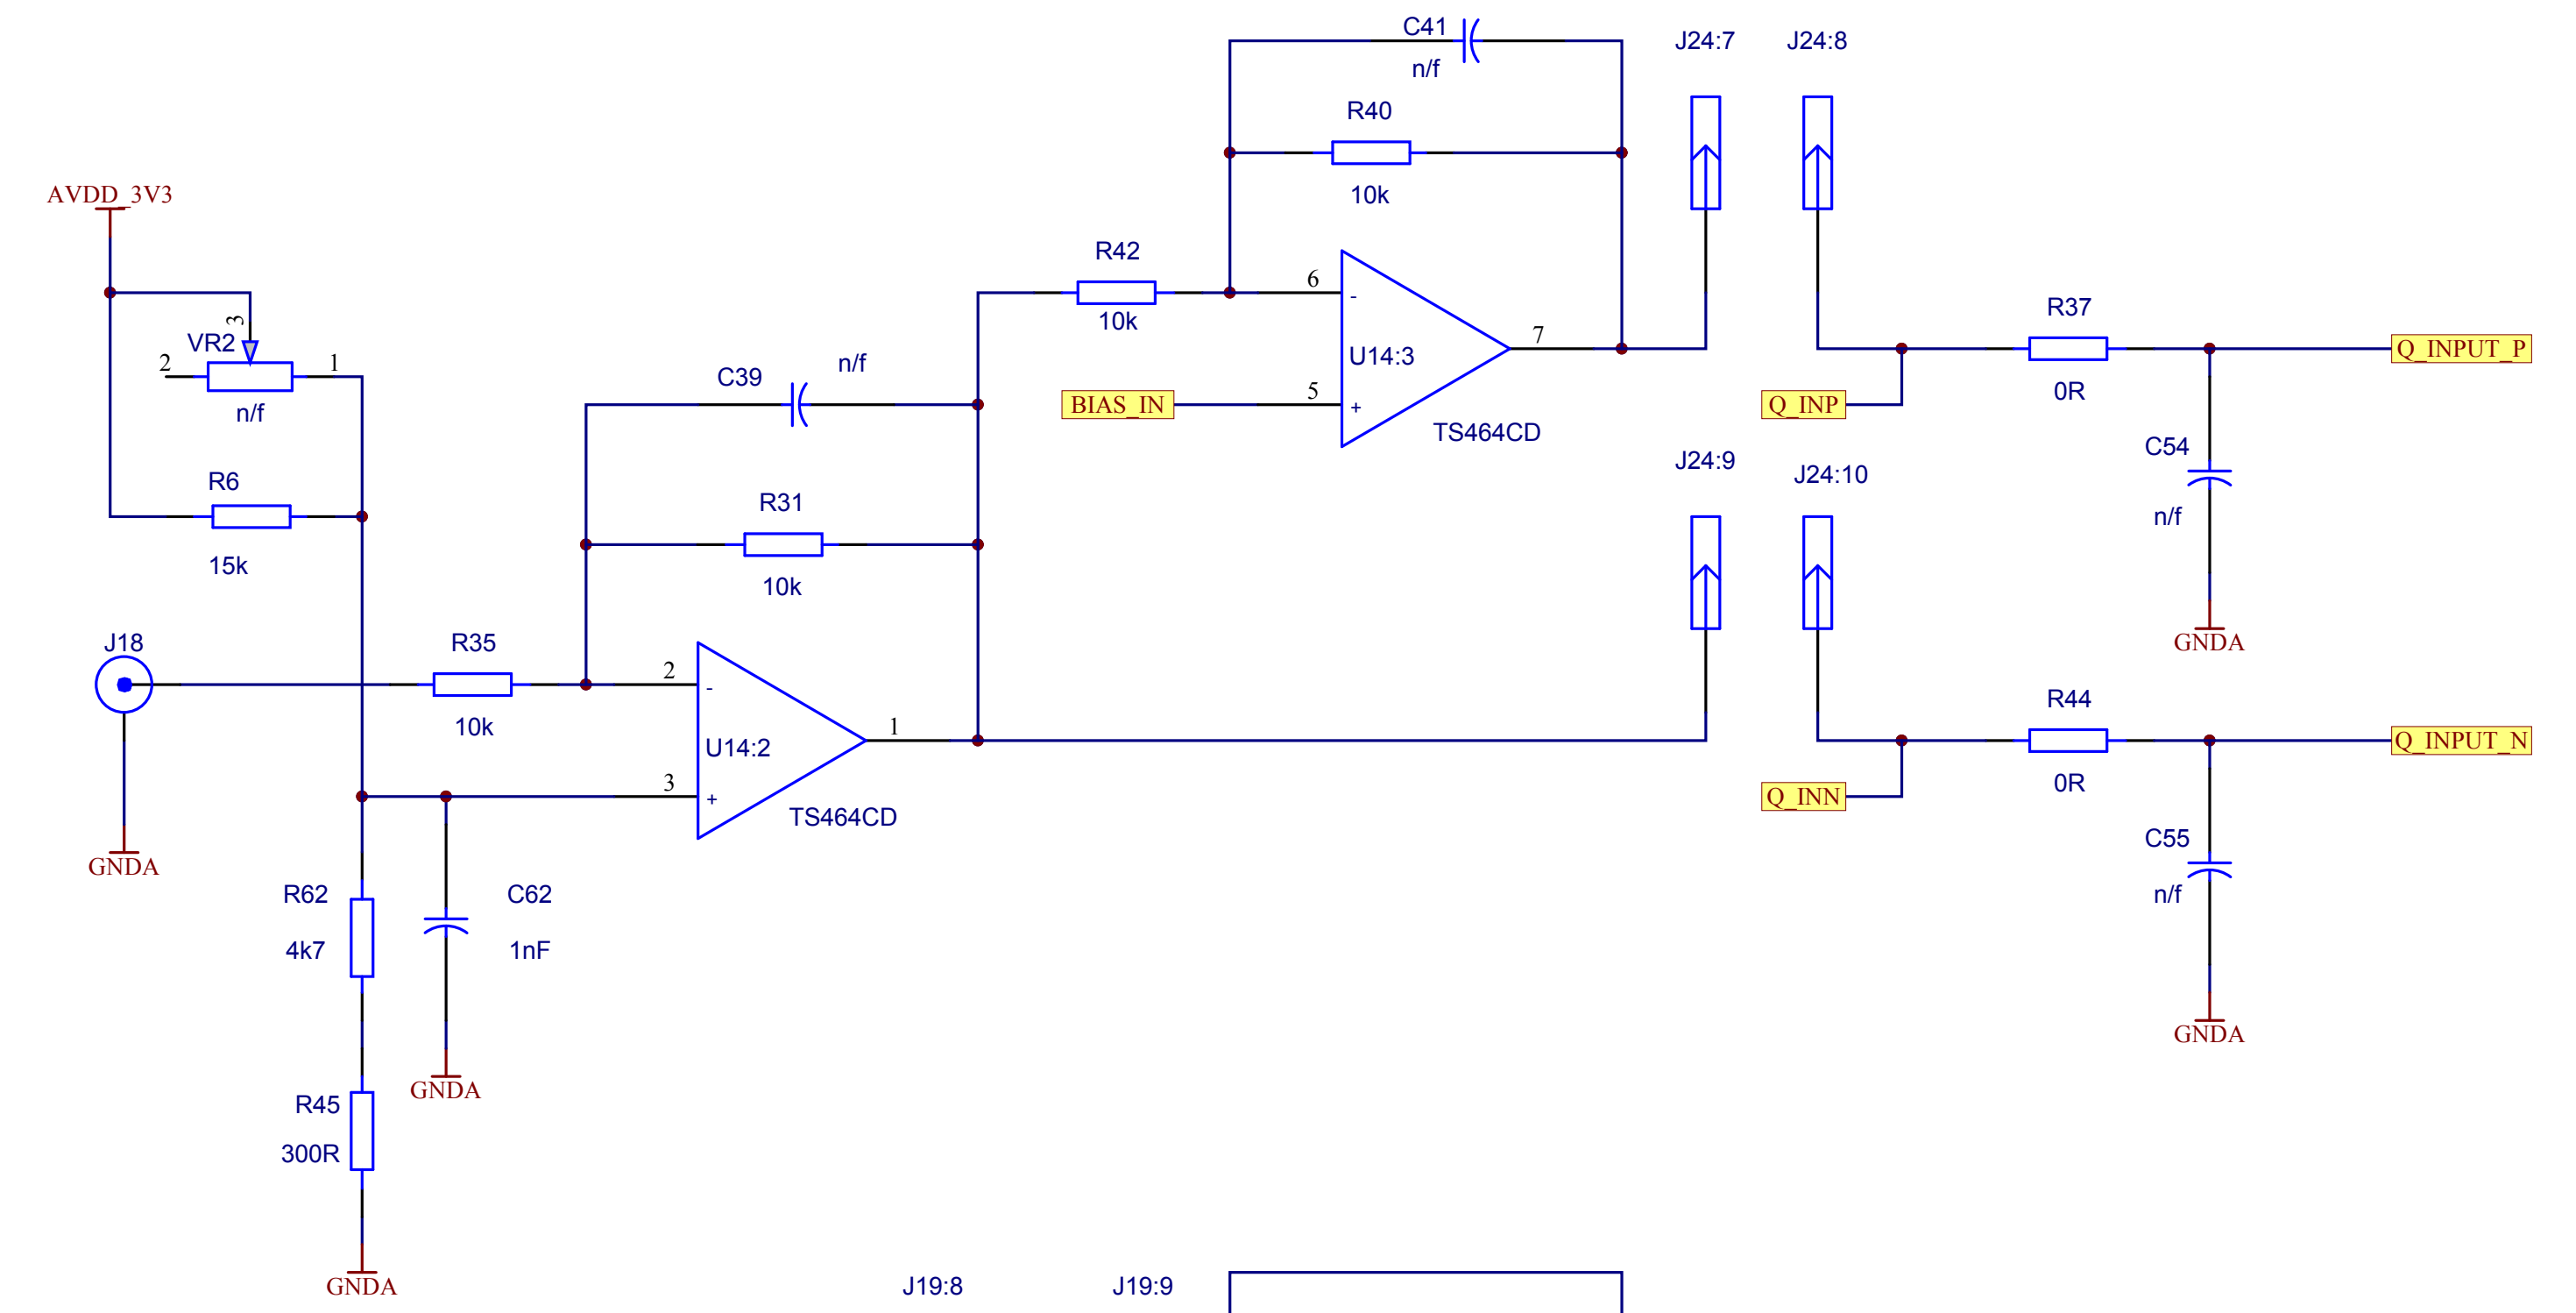 C41
n/f
J24:7
J24:8
R40
10k
AVDD_3V3
R42
10k
6
-
U14:3
7
5
+
BIAS_IN
TS464CD
R37
0R
Q_INPUT_P
Q_INP
C54
n/f
GNDA
3
VR2
2
1
n/f
C39
n/f
R6
15k
R31
10k
J24:9
J24:10
J18
R35
10k
2
-
U14:2
1
3
+
TS464CD
R44
0R
Q_INPUT_N
Q_INN
C55
n/f
GNDA
GNDA
R62
4k7
C62
1nF
GNDA
R45
300R
GNDA
J19:8
J19:9